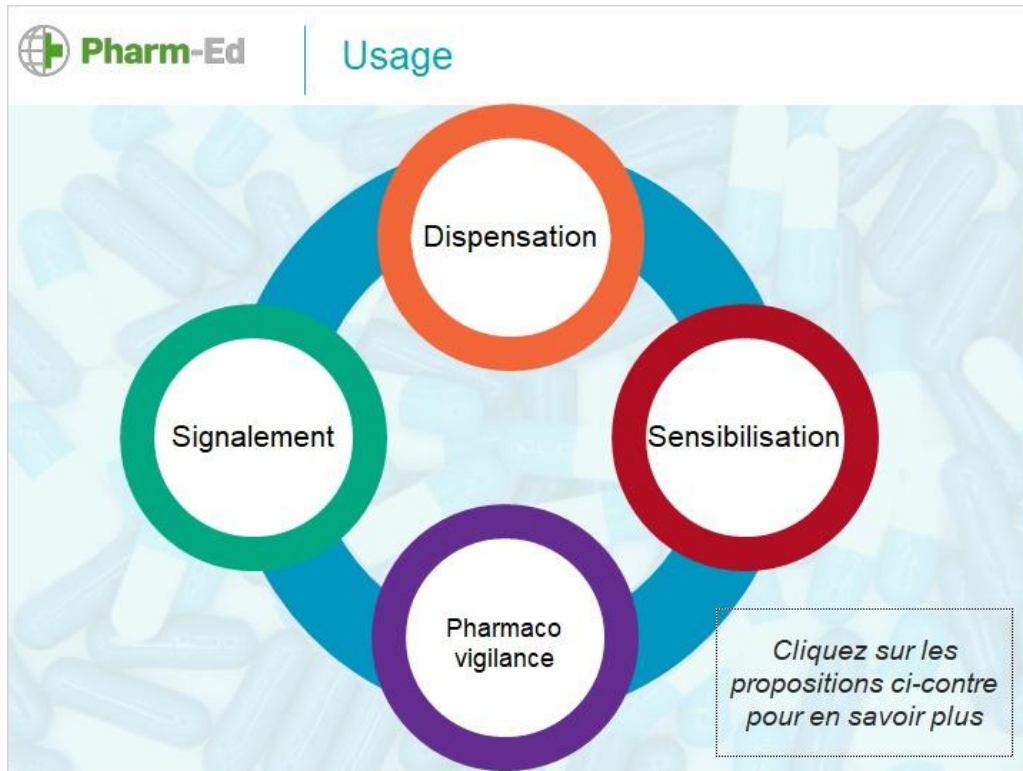 Pharm-Ed
Usage
Dispensation
Signalement
Sensibilisation
Pharmaco
vigilance
Cliquez sur les
propositions ci-contre
pour en savoir plus